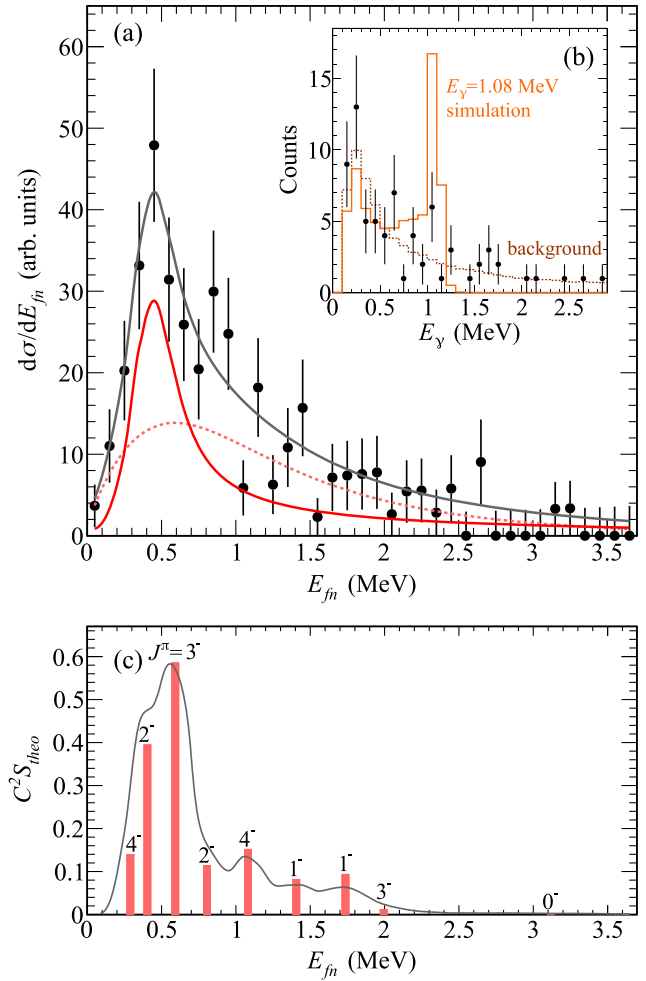 (a)
60
50
40
30
20
10
0
dσ/dE_fn (arb. units)
0 0.5 1 1.5 2 2.5 3 3.5
E_fn (MeV)
(b)
15
10
5
0
Counts
E_γ=1.08 MeV
simulation
background
0 0.5 1 1.5 2 2.5
E_γ (MeV)
(c)
0.6
0.5
0.4
0.3
0.2
0.1
0
C²S_theo
J^π=3⁻
2⁻
4⁻
2⁻
4⁻
1⁻
1⁻
3⁻
0⁻
0 0.5 1 1.5 2 2.5 3 3.5
E_fn (MeV)